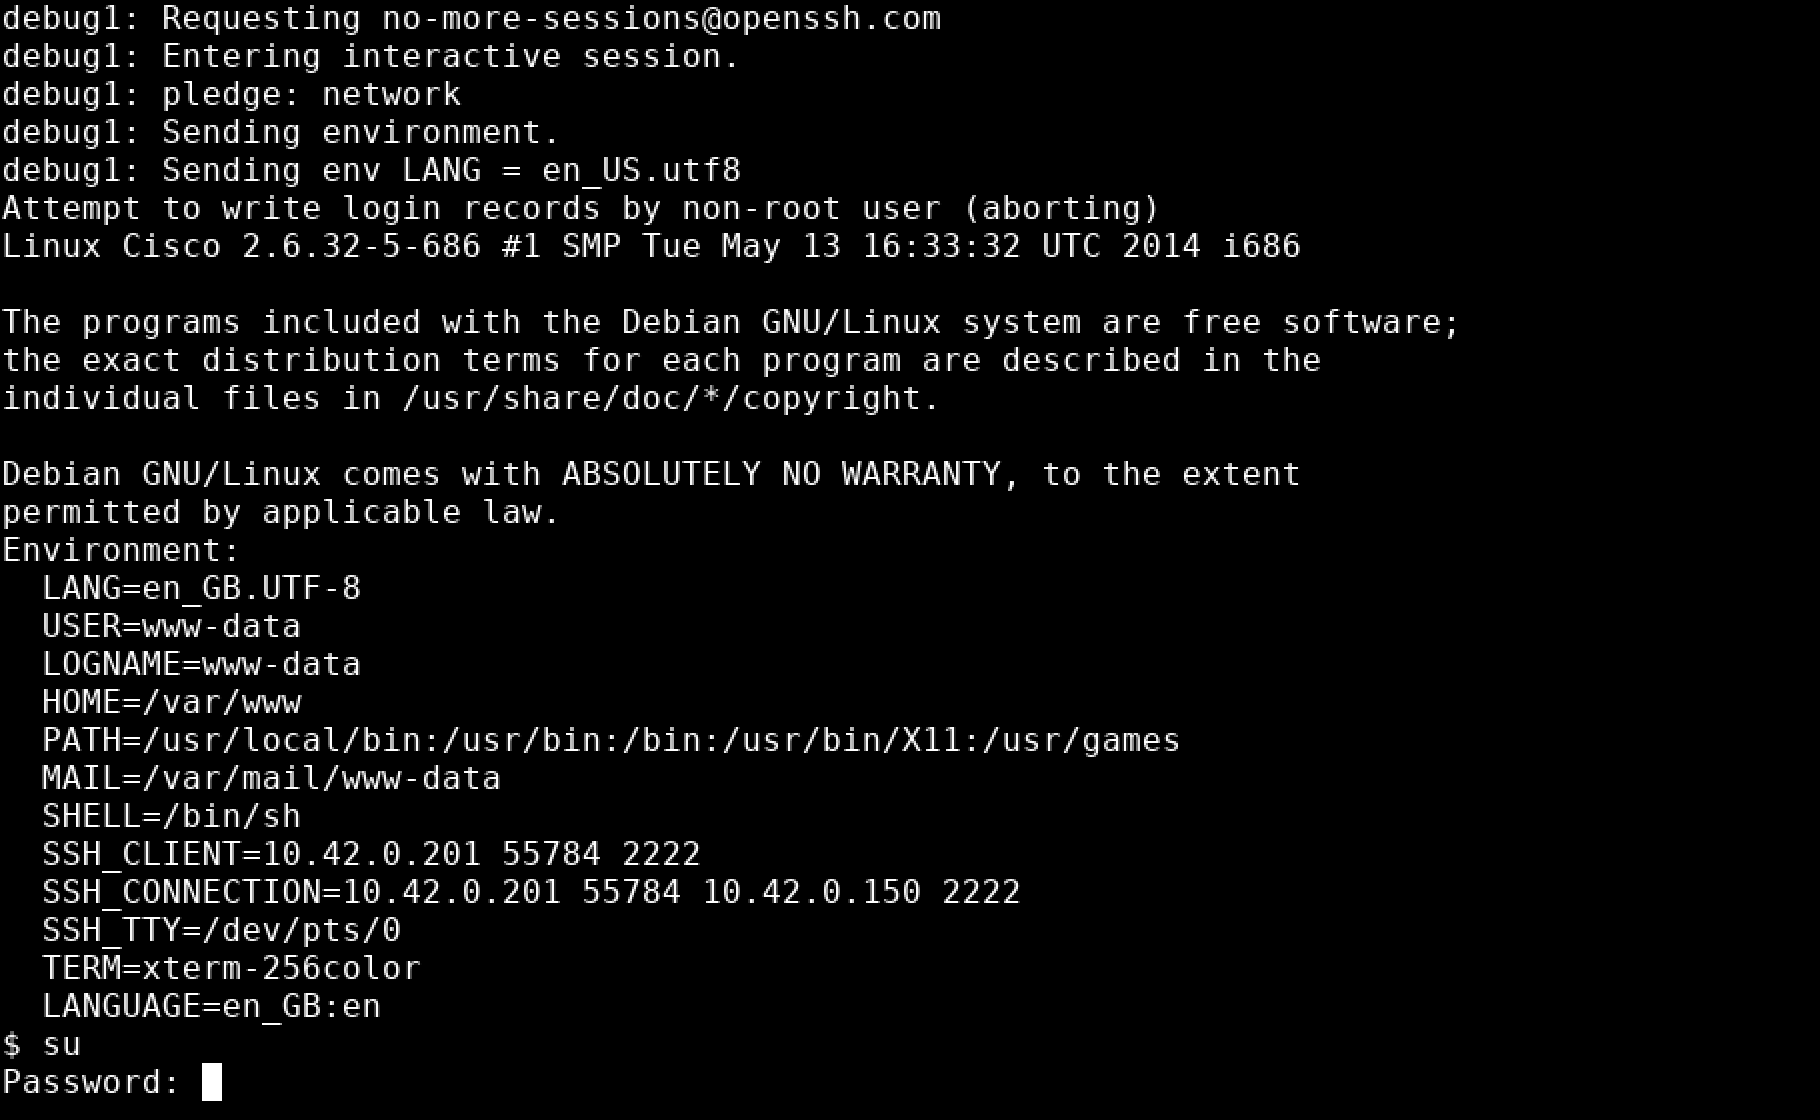 debug1: Requesting no-more-sessions@openssh.com
debug1: Entering interactive session.
debug1: pledge: network
debug1: Sending environment.
debug1: Sending env LANG = en_US.utf8
Attempt to write login records by non-root user (aborting)
Linux Cisco 2.6.32-5-686 #1 SMP Tue May 13 16:33:32 UTC 2014 i686

The programs included with the Debian GNU/Linux system are free software;
the exact distribution terms for each program are described in the
individual files in /usr/share/doc/*/copyright.

Debian GNU/Linux comes with ABSOLUTELY NO WARRANTY, to the extent
permitted by applicable law.
Environment:
  LANG=en_GB.UTF-8
  USER=www-data
  LOGNAME=www-data
  HOME=/var/www
  PATH=/usr/local/bin:/usr/bin:/bin:/usr/bin/X11:/usr/games
  MAIL=/var/mail/www-data
  SHELL=/bin/sh
  SSH_CLIENT=10.42.0.201 55784 2222
  SSH_CONNECTION=10.42.0.201 55784 10.42.0.150 2222
  SSH_TTY=/dev/pts/0
  TERM=xterm-256color
  LANGUAGE=en_GB:en
$ su
Password: